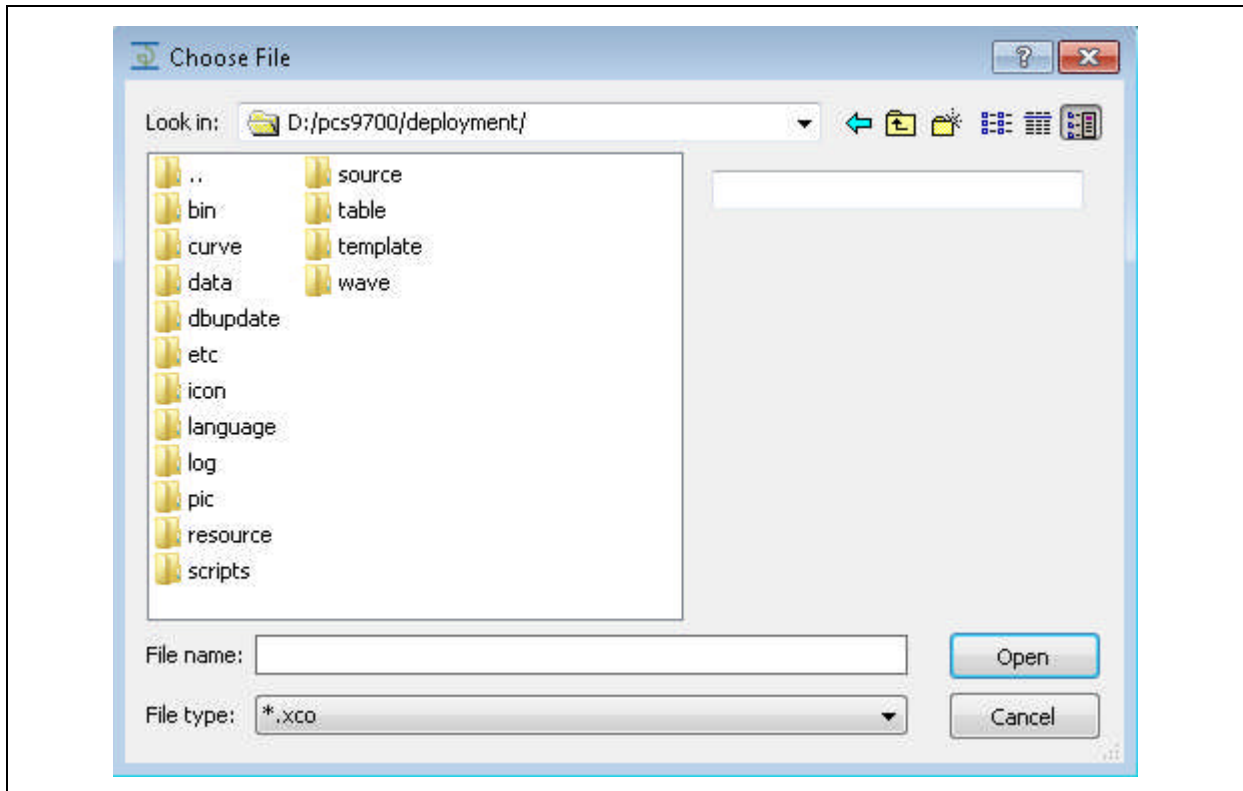 Choose File
Look in: D:/pcs9700/deployment/
..
bin
curve
data
dbupdate
etc
icon
language
log
pic
resource
scripts
source
table
template
wave
File name:
Open
File type: *.xco
Cancel